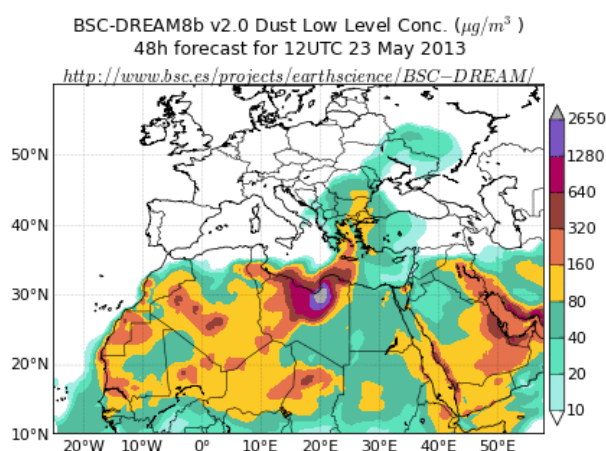 BSC-DREAM8b v2.0 Dust Low Level Conc. (μg/m³ )
48h forecast for 12UTC 23 May 2013
http://www.bsc.es/projects/earthscience/BSC−DREAM/
2650
1280
640
320
160
80
40
20
10
50°N
40°N
30°N
20°N
10°N
20°W 10°W 0° 10°E 20°E 30°E 40°E 50°E